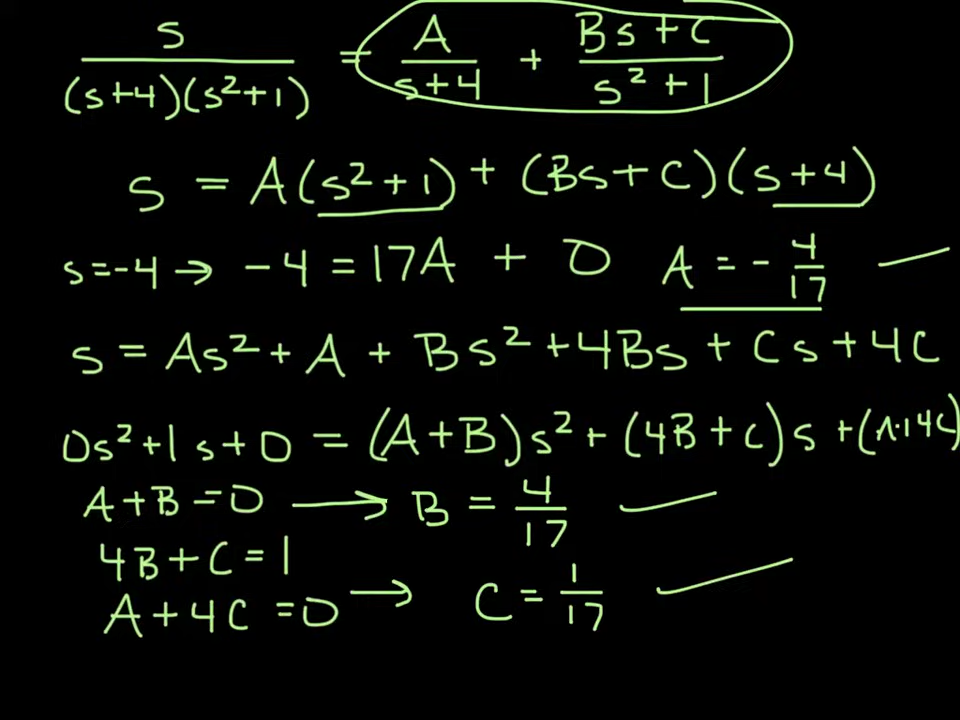 s/((s+4)(s²+1)) = A/(s+4) + (Bs+C)/(s²+1)
s = A(s²+1) + (Bs+C)(s+4)
s=-4 → -4 = 17A + 0 A = -4/17
s = As² + A + Bs² + 4Bs + Cs + 4C
0s²+1s+0 = (A+B)s² + (4B+C)s +(A+4C)
A+B=0 → B = 4/17
4B+C=1
A+4C=0 → C = 1/17